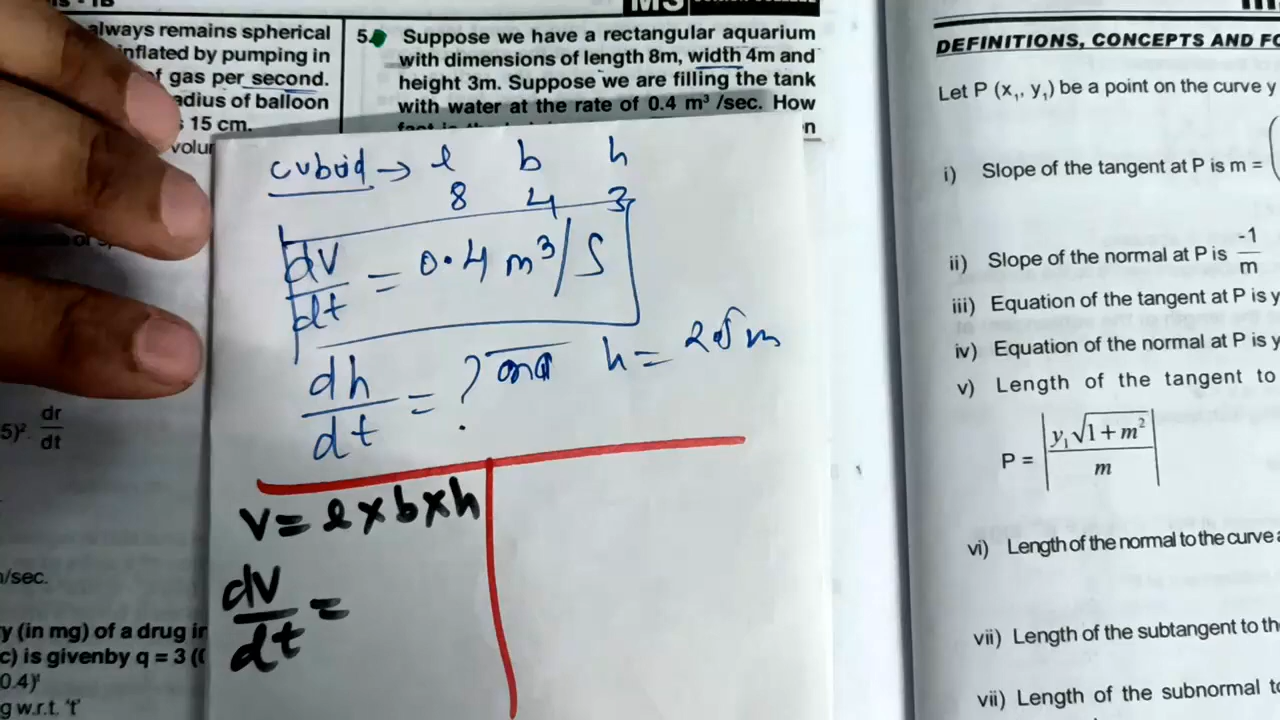 always remains spherical
inflated by pumping in
of gas per second.
radius of balloon
15 cm.
5. Suppose we have a rectangular aquarium
with dimensions of length 8m, width 4m and
height 3m. Suppose we are filling the tank
with water at the rate of 0.4 m³ /sec. How
cuboid → l b h
8 4 3
dV/dt = 0.4 m³/S
dh/dt = ? h = 2.5 m
V = l × b × h
dV/dt =
5)². dr/dt
/sec.
y (in mg) of a drug in
c) is givenby q = 3 ((
0.4)²
g w.r.t. 't'
DEFINITIONS, CONCEPTS AND FO
Let P (x₁, y₁) be a point on the curve y
i) Slope of the tangent at P is m =
ii) Slope of the normal at P is -1/m
iii) Equation of the tangent at P is y
iv) Equation of the normal at P is y
v) Length of the tangent to
P = |y₁√1+m²/m|
vi) Length of the normal to the curve a
vii) Length of the subtangent to th
vii) Length of the subnormal to